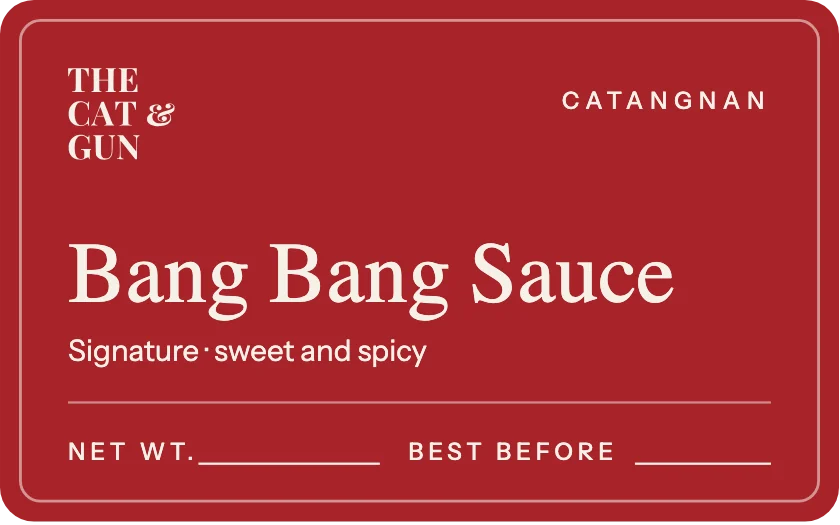 THE
CAT &
GUN
CATANGNAN
Bang Bang Sauce
Signature · sweet and spicy
NET WT. BEST BEFORE